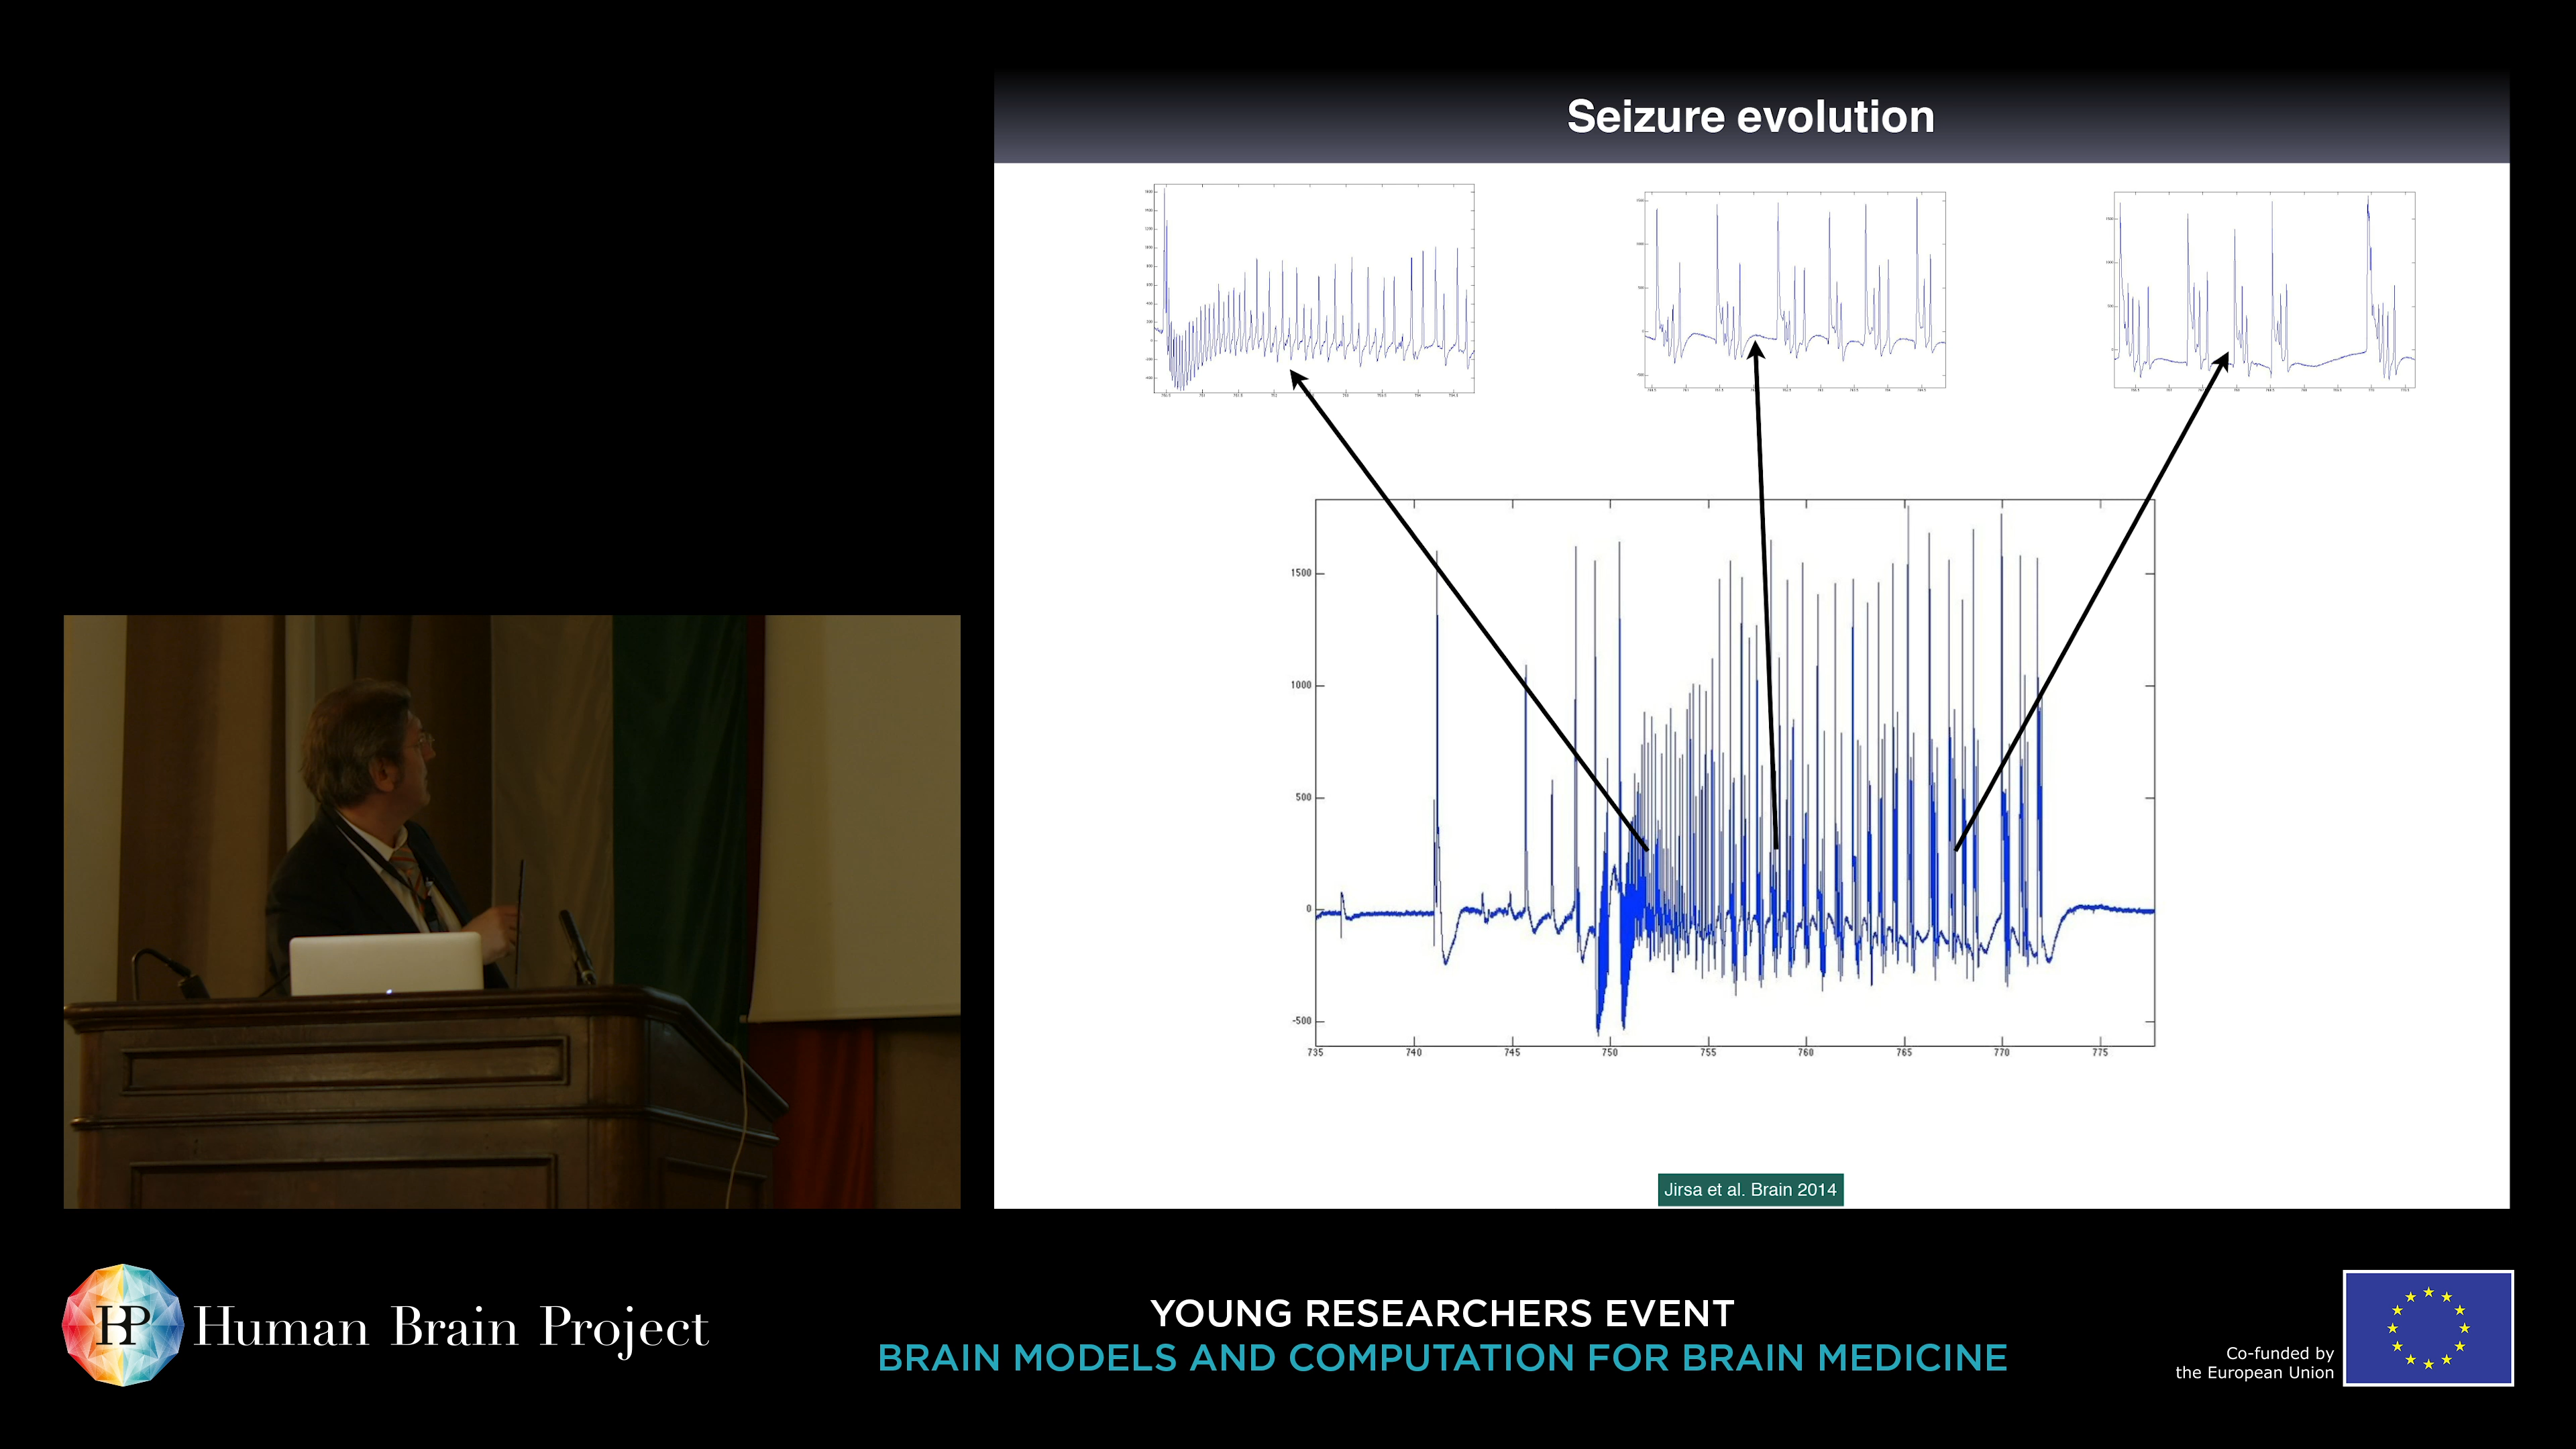 Seizure evolution
1500
1000
500
0
-500
735 740 745 750 755 760 765 770 775
Jirsa et al. Brain 2014
HBP Human Brain Project
YOUNG RESEARCHERS EVENT
BRAIN MODELS AND COMPUTATION FOR BRAIN MEDICINE
Co-funded by
the European Union